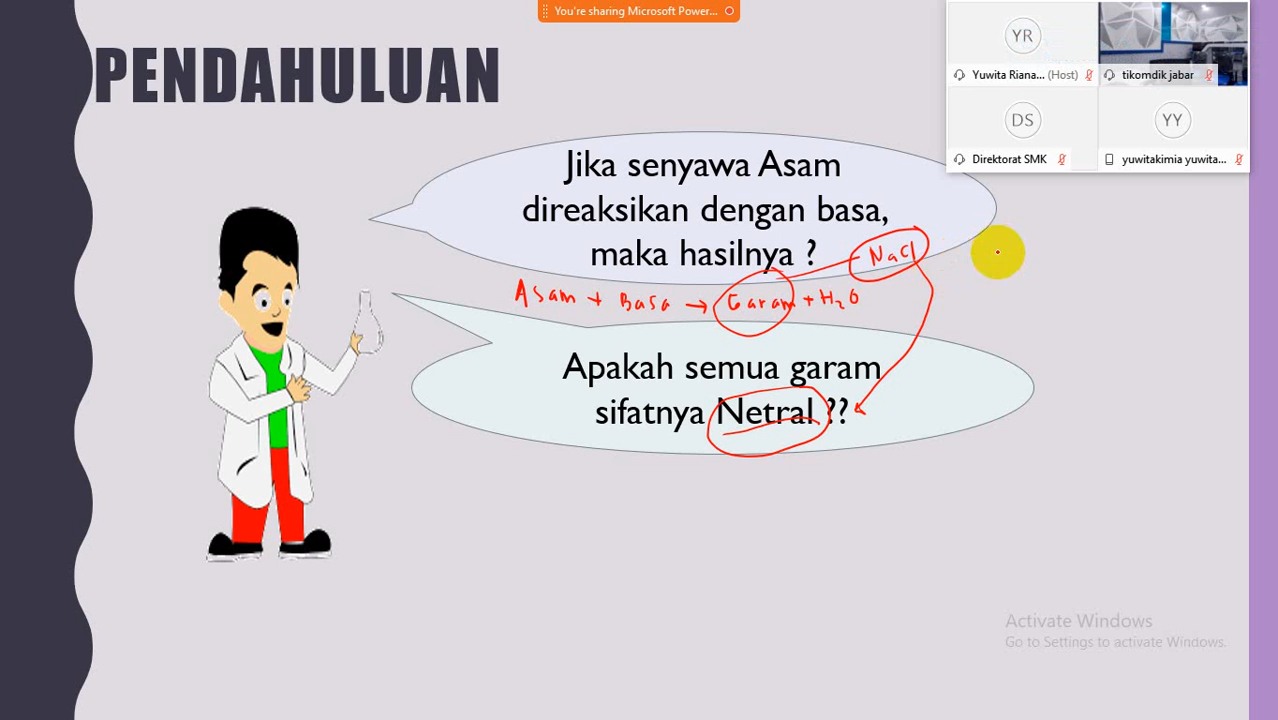 You're sharing Microsoft Power...
PENDAHULUAN
YR
Yuwita Riana... (Host)
tikomdik jabar
DS
Direktorat SMK
YY
yuwitakimia yuwita...
Jika senyawa Asam
direaksikan dengan basa,
maka hasilnya ?
NaCl
Asam + Basa → Garam + H₂O
Apakah semua garam
sifatnya Netral ??
Activate Windows
Go to Settings to activate Windows.